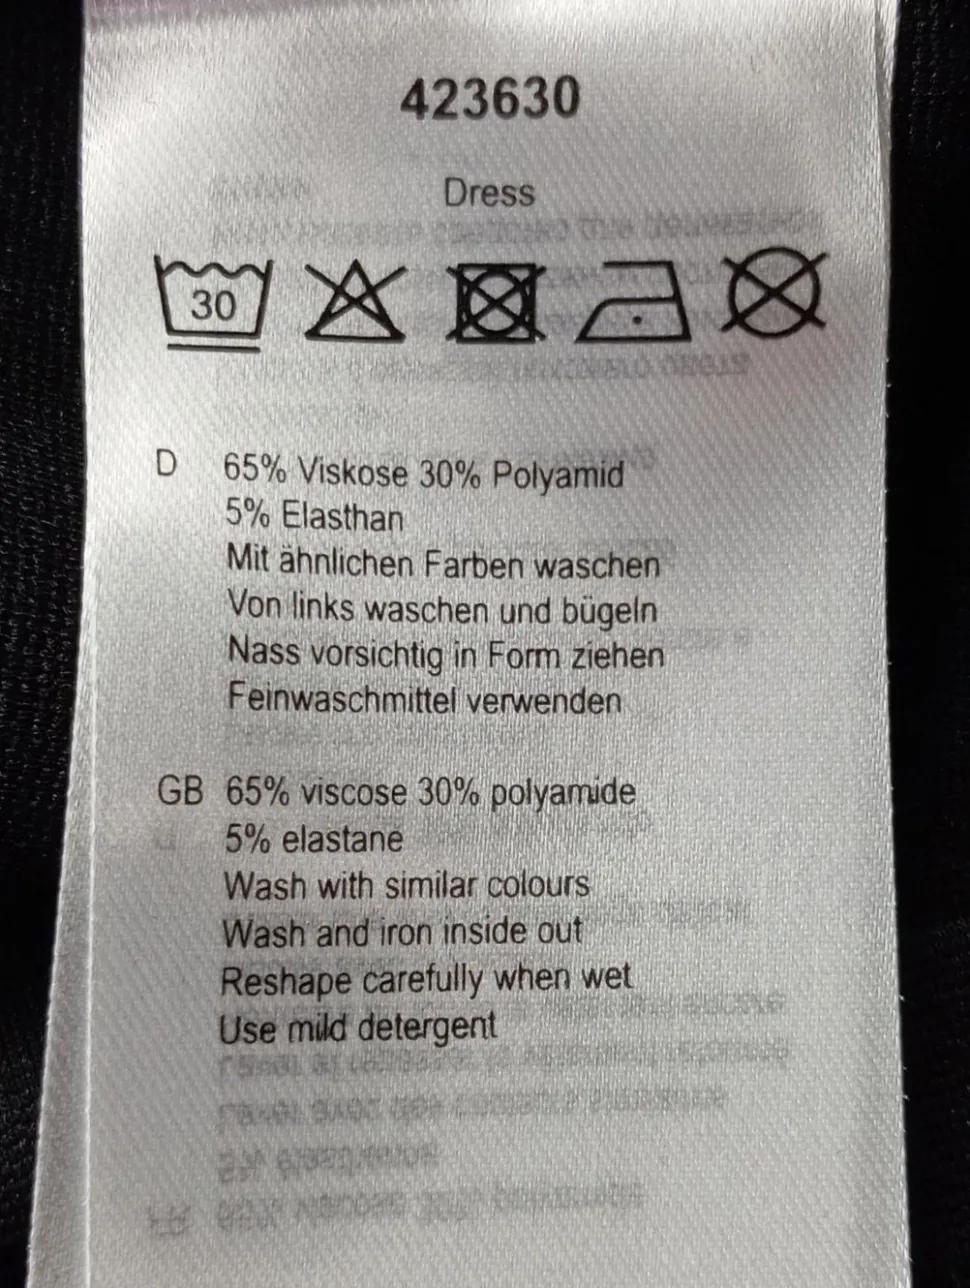 423630
Dress
30
D 65% Viskose 30% Polyamid
5% Elasthan
Mit ähnlichen Farben waschen
Von links waschen und bügeln
Nass vorsichtig in Form ziehen
Feinwaschmittel verwenden
GB 65% viscose 30% polyamide
5% elastane
Wash with similar colours
Wash and iron inside out
Reshape carefully when wet
Use mild detergent